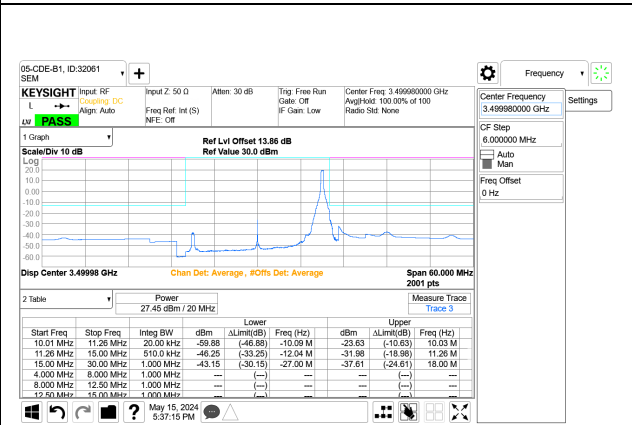 05-CDE-B1, ID:32061
SEM
Frequency
KEYSIGHT Input: RF Input Z: 50 Ω Atten: 30 dB Trig: Free Run Center Freq: 3.499980000 GHz
L Coupling: DC Gate: Off Avg|Hold: 100.00% of 100
Align: Auto Freq Ref: Int (S) IF Gain: Low Radio Std: None
LXI PASS NFE: Off
Center Frequency
3.499980000 GHz
Settings
CF Step
6.000000 MHz
Auto
Man
Freq Offset
0 Hz
1 Graph
Ref Lvl Offset 13.86 dB
Scale/Div 10 dB Ref Value 30.0 dBm
Log
20.0
10.0
0.00
-10.0
-20.0
-30.0
-40.0
-50.0
-60.0
Disp Center 3.49998 GHz Chan Det: Average, #Offs Det: Average Span 60.000 MHz
2001 pts
2 Table Power Measure Trace
27.45 dBm / 20 MHz Trace 3
Lower Upper
Start Freq Stop Freq Integ BW dBm ΔLimit(dB) Freq (Hz) dBm ΔLimit(dB) Freq (Hz)
10.01 MHz 11.26 MHz 20.00 kHz -59.88 (-46.88) -10.09 M -23.63 (-10.63) 10.03 M
11.26 MHz 15.00 MHz 510.0 kHz -46.25 (-33.25) -12.04 M -31.98 (-18.98) 11.26 M
15.00 MHz 30.00 MHz 1.000 MHz -43.15 (-30.15) -27.00 M -37.61 (-24.61) 18.00 M
4.000 MHz 8.000 MHz 1.000 MHz --- (---) --- --- (---) ---
8.000 MHz 12.50 MHz 1.000 MHz --- (---) --- --- (---) ---
12.50 MHz 15.00 MHz 1.000 MHz --- (---) --- --- (---) ---
May 15, 2024
5:37:15 PM